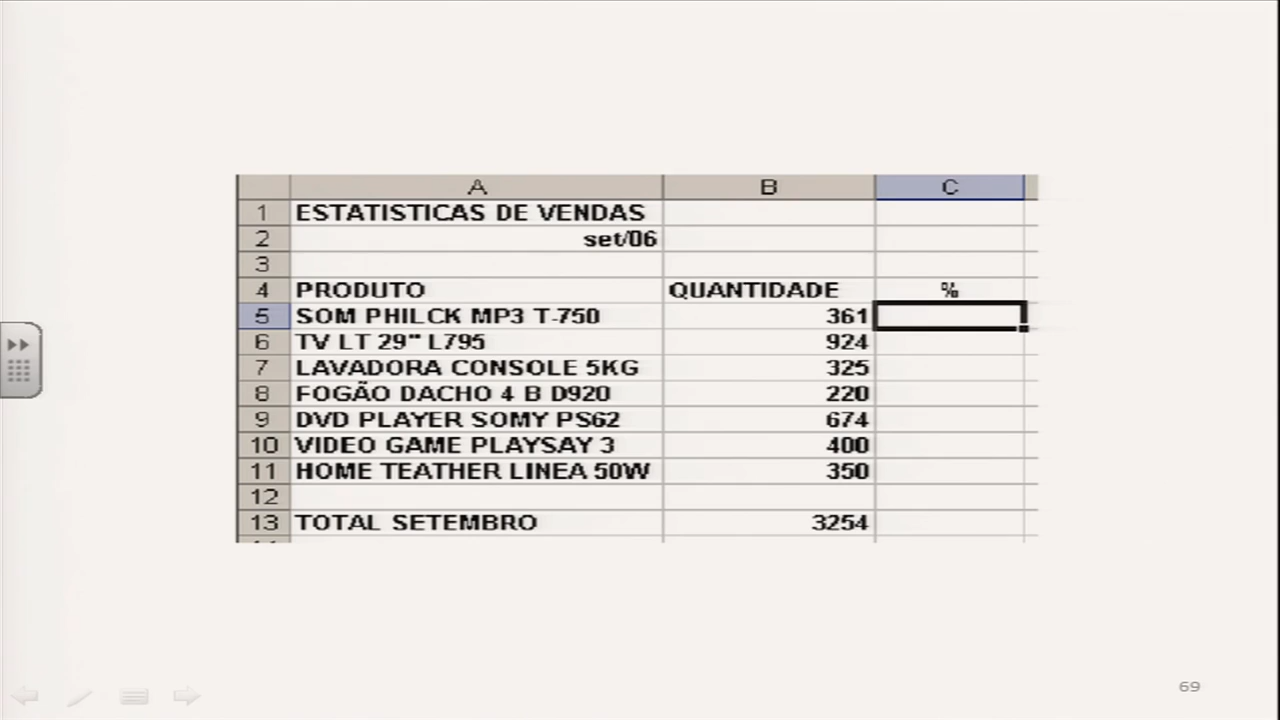 A B C
1 ESTATISTICAS DE VENDAS
2 set/06
3
4 PRODUTO QUANTIDADE %
5 SOM PHILCK MP3 T-750 361
6 TV LT 29" L795 924
7 LAVADORA CONSOLE 5KG 325
8 FOGÃO DACHO 4 B D920 220
9 DVD PLAYER SOMY PS62 674
10 VIDEO GAME PLAYSAY 3 400
11 HOME TEATHER LINEA 50W 350
12
13 TOTAL SETEMBRO 3254
69